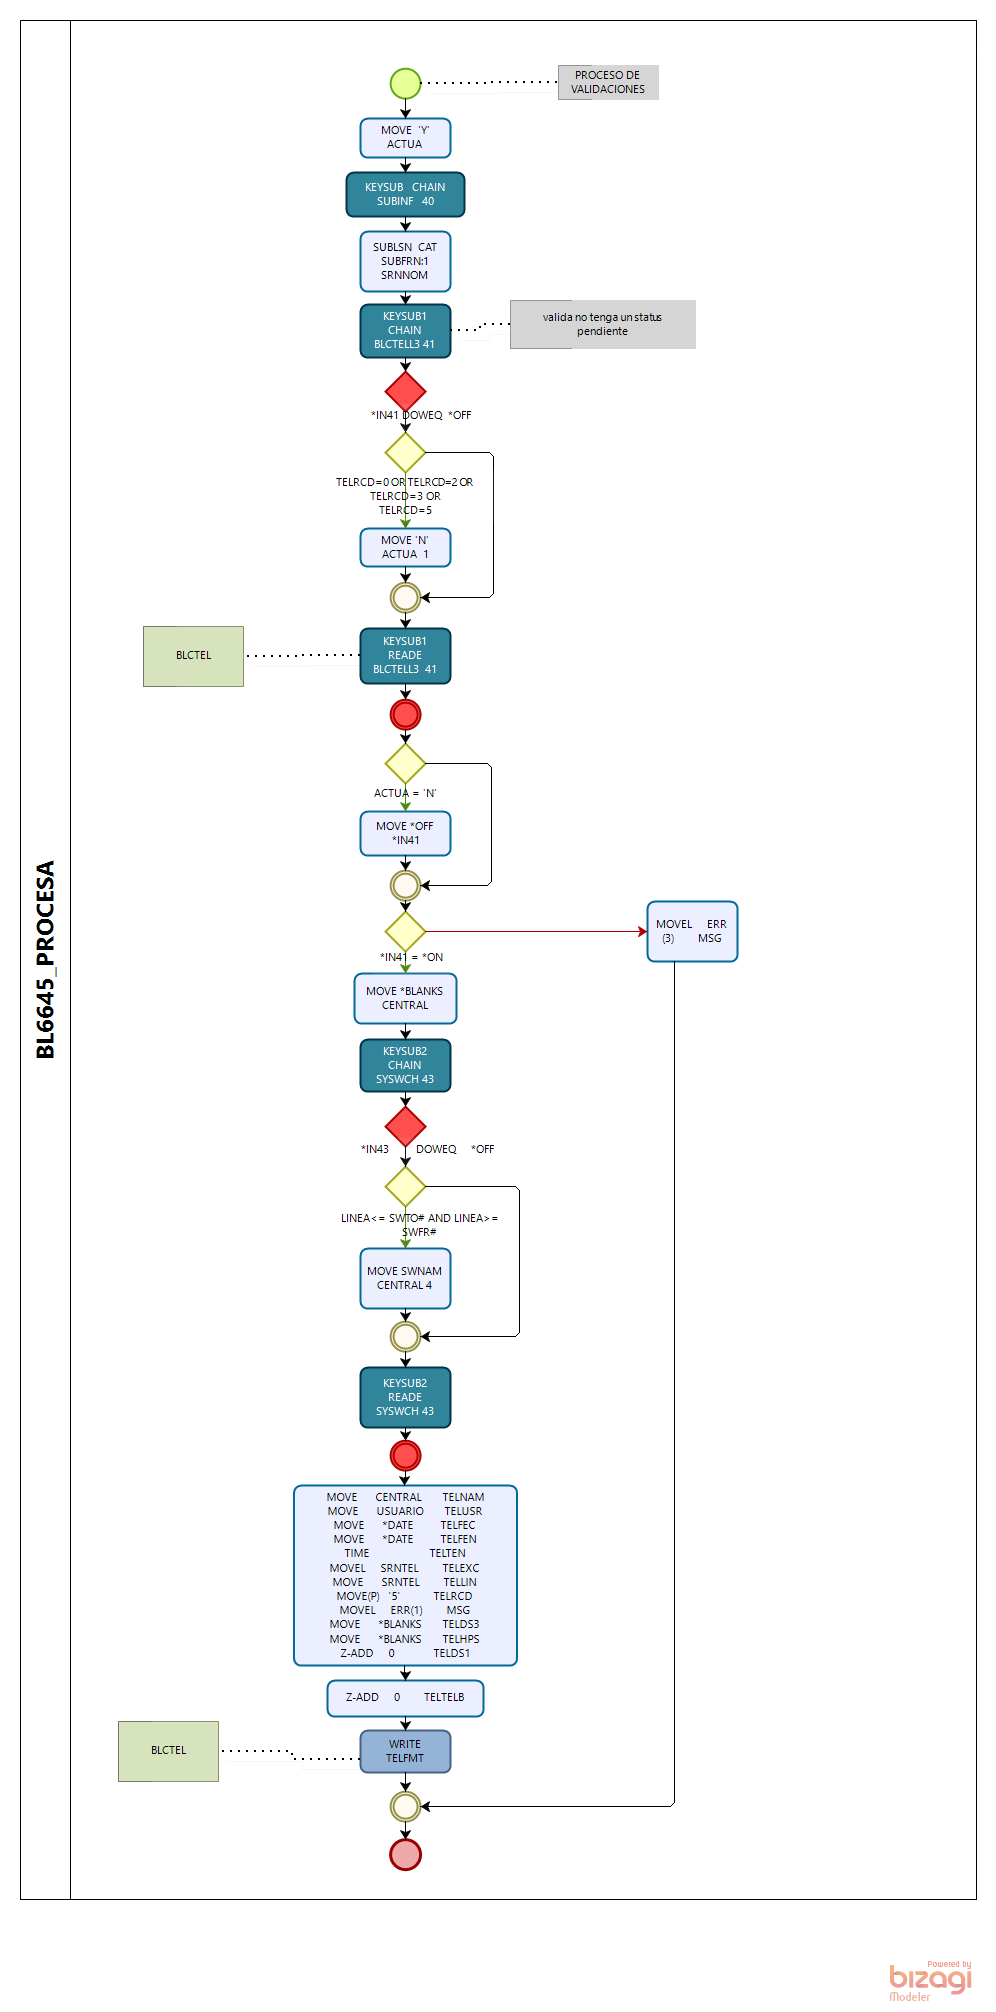 BL6645_PROCESA
PROCESO DE
VALIDACIONES
MOVE 'Y'
ACTUA
KEYSUB CHAIN
SUBINF 40
SUBLSN CAT
SUBFRN:1
SRNNOM
KEYSUB1
CHAIN
BLCTELL3 41
valida no tenga un status
pendiente
*IN41 DOWEQ *OFF
TELRCD=0 OR TELRCD=2 OR
TELRCD=3 OR
TELRCD=5
MOVE 'N'
ACTUA 1
BLCTEL
KEYSUB1
READE
BLCTELL3 41
ACTUA = 'N'
MOVE *OFF
*IN41
MOVEL ERR
(3) MSG
*IN41 = *ON
MOVE *BLANKS
CENTRAL
KEYSUB2
CHAIN
SYSWCH 43
*IN43 DOWEQ *OFF
LINEA<= SWTO# AND LINEA>=
SWFR#
MOVE SWNAM
CENTRAL 4
KEYSUB2
READE
SYSWCH 43
MOVE CENTRAL TELNAM
MOVE USUARIO TELUSR
MOVE *DATE TELFEC
MOVE *DATE TELFEN
TIME TELTEN
MOVEL SRNTEL TELEXC
MOVE SRNTEL TELLIN
MOVE(P) '5' TELRCD
MOVEL ERR(1) MSG
MOVE *BLANKS TELDS3
MOVE *BLANKS TELHPS
Z-ADD 0 TELDS1
Z-ADD 0 TELTELB
BLCTEL
WRITE
TELFMT
Powered by
bizagi
Modeler